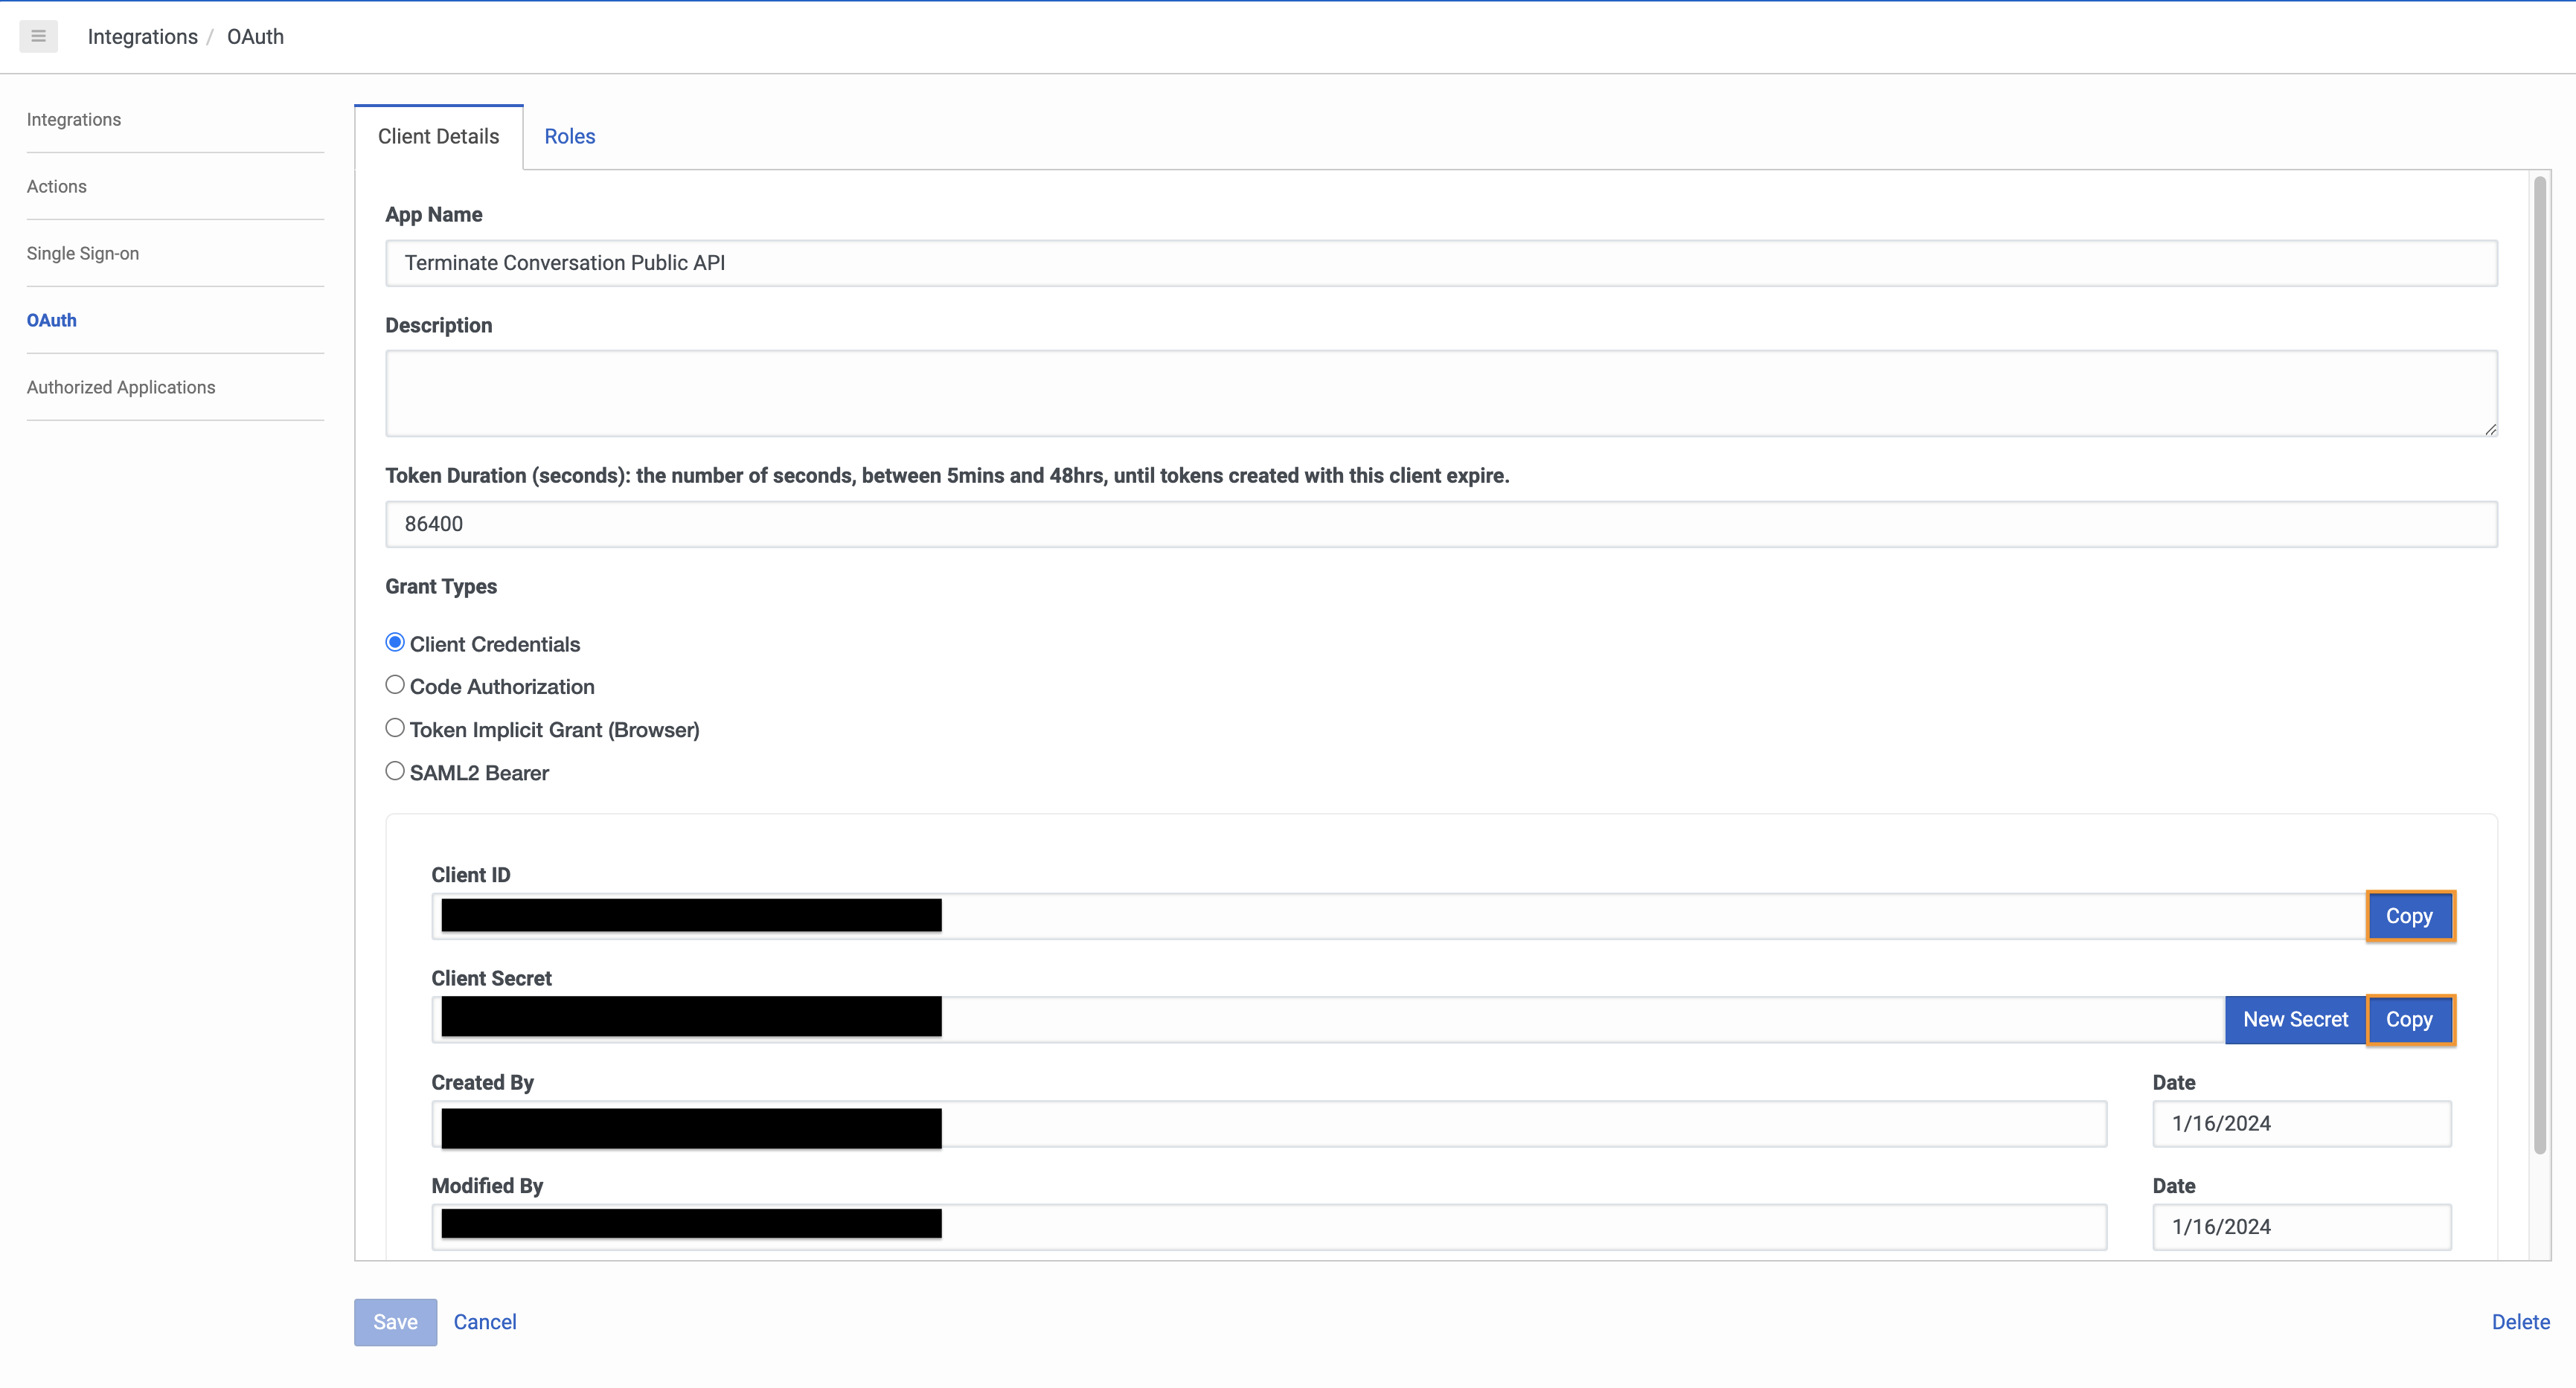 Integrations / OAuth
Integrations
Actions
Single Sign-on
OAuth
Authorized Applications
Client Details
Roles
App Name
Terminate Conversation Public API
Description
Token Duration (seconds): the number of seconds, between 5mins and 48hrs, until tokens created with this client expire.
86400
Grant Types
Client Credentials
Code Authorization
Token Implicit Grant (Browser)
SAML2 Bearer
Client ID
Copy
Client Secret
New Secret
Copy
Created By
Date
1/16/2024
Modified By
Date
1/16/2024
Save
Cancel
Delete